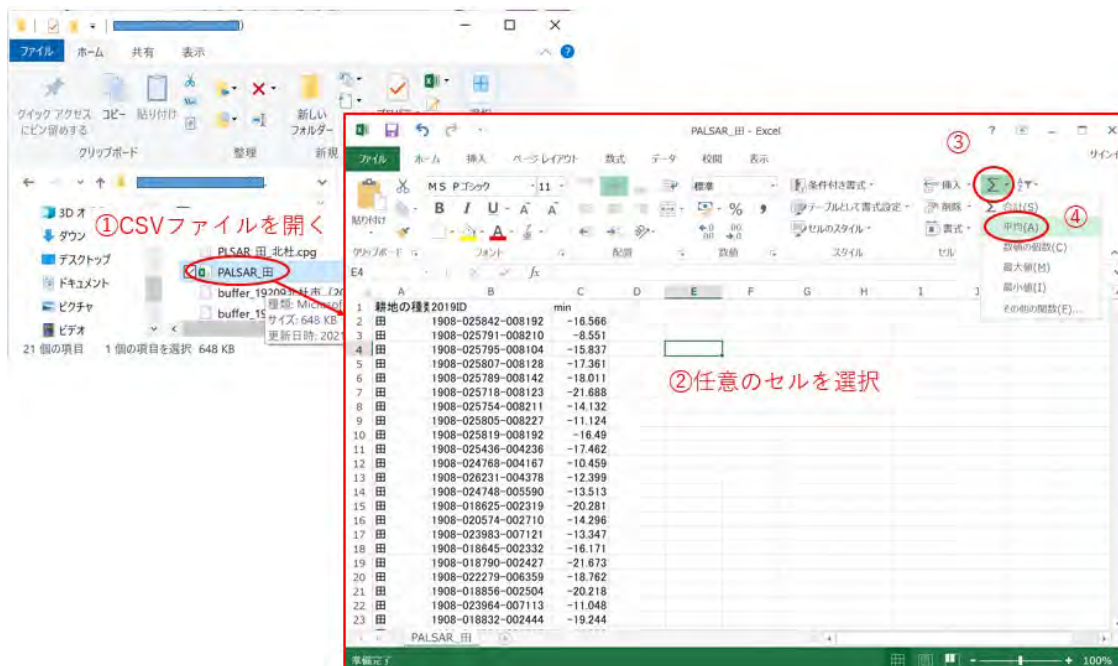 ファイル ホーム 共有 表示
クイック アクセス
にピン留めする
コピー 貼り付け
新しい
フォルダー
クリップボード 整理 新規
3D オ
ダウン
デスクトップ
ドキュメント
ピクチャ
ビデオ
①CSVファイルを開く
PLSAR_田_北杜.cpg
PALSAR_田
種類: Microsof
サイズ: 648 KB
更新日時: 2021
21 個の項目 1 個の項目を選択 648 KB
PALSAR_田 - Excel
③
サインイ
ファイル ホーム 挿入 ページレイアウト 数式 データ 校閲 表示
MS Pゴシック 11
B I U A A
標準
条件付き書式
テーブルとして書式設定
セルのスタイル
挿入
削除
書式
Σ
貼り付け
クリップボード フォント 配置 数値 スタイル セル
④
合計(S)
平均(A)
数値の個数(C)
最大値(M)
最小値(I)
その他の関数(F)...
E4 fx
A B C D E F G H I J
1 耕地の種類2019ID min
2 田 1908-025842-008192 -16.566
3 田 1908-025791-008210 -8.551
4 田 1908-025795-008104 -15.837
5 田 1908-025807-008128 -17.361
6 田 1908-025789-008142 -18.011
7 田 1908-025718-008123 -21.688
8 田 1908-025754-008211 -14.132
9 田 1908-025805-008227 -11.124
10 田 1908-025819-008192 -16.49
11 田 1908-025436-004236 -17.462
12 田 1908-024768-004167 -10.459
13 田 1908-026231-004378 -12.399
14 田 1908-024748-005590 -13.513
15 田 1908-018625-002319 -20.281
16 田 1908-020574-002710 -14.296
17 田 1908-023983-007121 -13.347
18 田 1908-018645-002332 -16.171
19 田 1908-018790-002427 -21.673
20 田 1908-022279-006359 -18.762
21 田 1908-018856-002504 -20.218
22 田 1908-023964-007113 -11.048
23 田 1908-018832-002444 -19.244
②任意のセルを選択
PALSAR_田
準備完了 100%